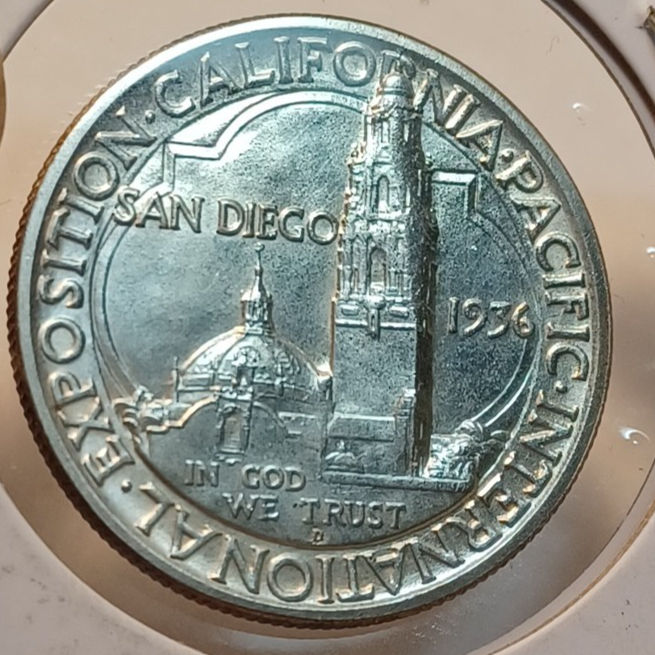 CALIFORNIA·PACIFIC·INTERNATIONAL·EXPOSITION·
SAN DIEGO
1936
IN GOD
WE TRUST
D